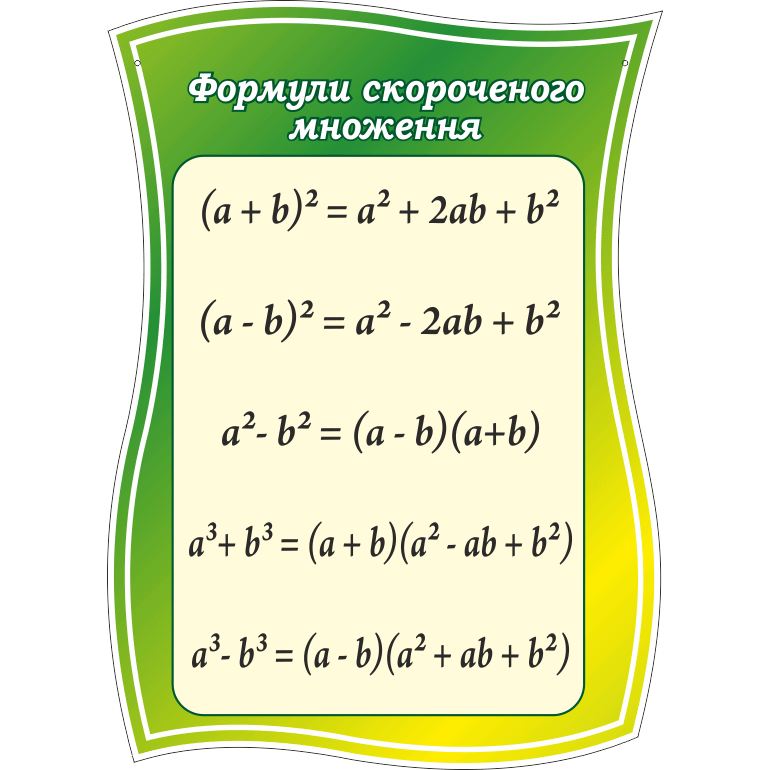 Формули скороченого
множення
(a + b)² = a² + 2ab + b²
(a - b)² = a² - 2ab + b²
a²- b² = (a - b)(a+b)
a³+ b³ = (a + b)(a² - ab + b²)
a³- b³ = (a - b)(a² + ab + b²)